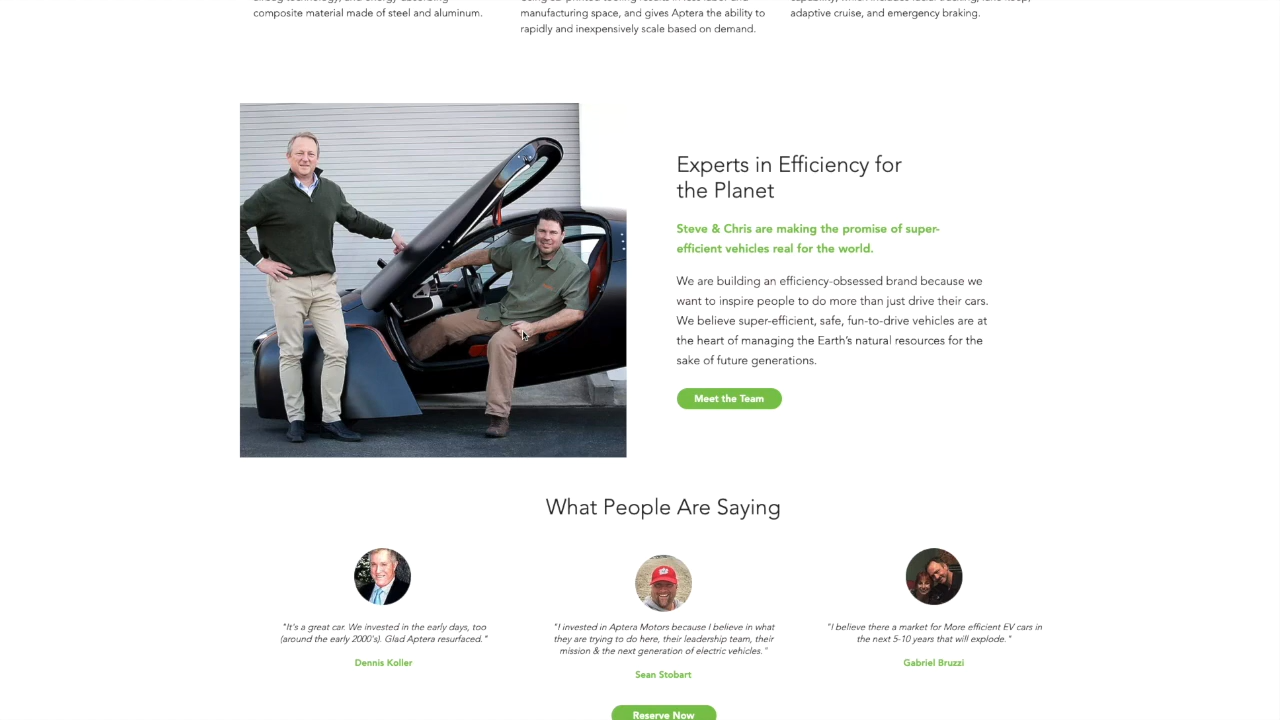 composite material made of steel and aluminum.
manufacturing space, and gives Aptera the ability to
rapidly and inexpensively scale based on demand.
adaptive cruise, and emergency braking.
Experts in Efficiency for
the Planet
Steve & Chris are making the promise of super-
efficient vehicles real for the world.
We are building an efficiency-obsessed brand because we
want to inspire people to do more than just drive their cars.
We believe super-efficient, safe, fun-to-drive vehicles are at
the heart of managing the Earth's natural resources for the
sake of future generations.
Meet the Team
What People Are Saying
"It's a great car. We invested in the early days, too
(around the early 2000's). Glad Aptera resurfaced."
Dennis Koller
"I invested in Aptera Motors because I believe in what
they are trying to do here, their leadership team, their
mission & the next generation of electric vehicles."
Sean Stobart
"I believe there a market for More efficient EV cars in
the next 5-10 years that will explode."
Gabriel Bruzzi
Reserve Now